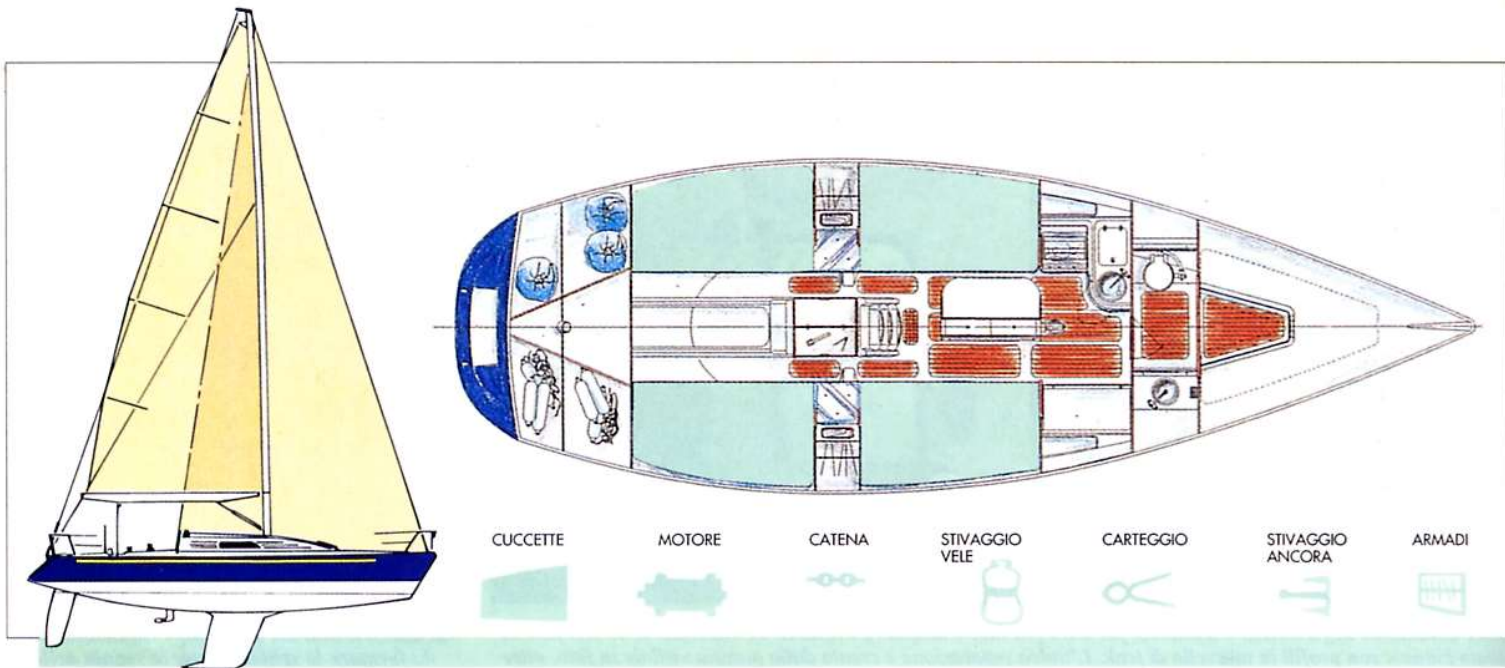 CUCCETTE
MOTORE
CATENA
STIVAGGIO
VELE
CARTEGGIO
STIVAGGIO
ANCORA
ARMADI